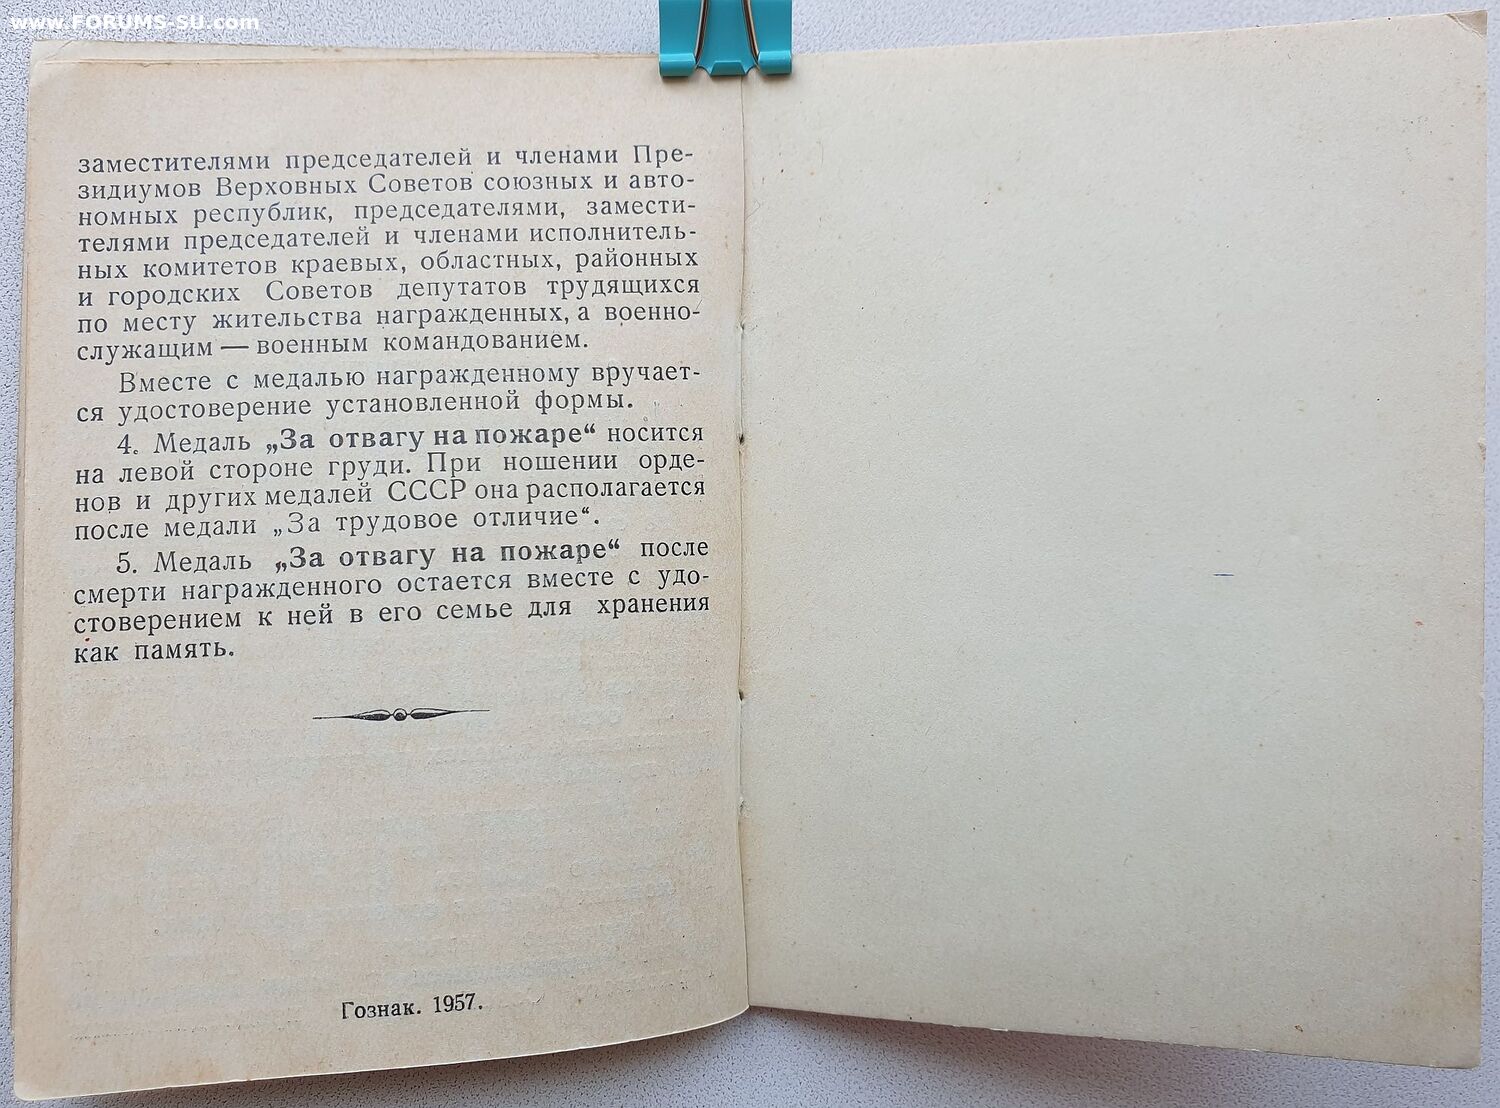 www.FORUMS-SU.com
заместителями председателей и членами Пре-
зидиумов Верховных Советов союзных и авто-
номных республик, председателями, замести-
телями председателей и членами исполнитель-
ных комитетов краевых, областных, районных
и городских Советов депутатов трудящихся
по месту жительства награжденных, а военно-
служащим — военным командованием.
Вместе с медалью награжденному вручает-
ся удостоверение установленной формы.
4. Медаль „За отвагу на пожаре“ носится
на левой стороне груди. При ношении орде-
нов и других медалей СССР она располагается
после медали „За трудовое отличие“.
5. Медаль „За отвагу на пожаре“ после
смерти награжденного остается вместе с удо-
стоверением к ней в его семье для хранения
как память.
Гознак. 1957.